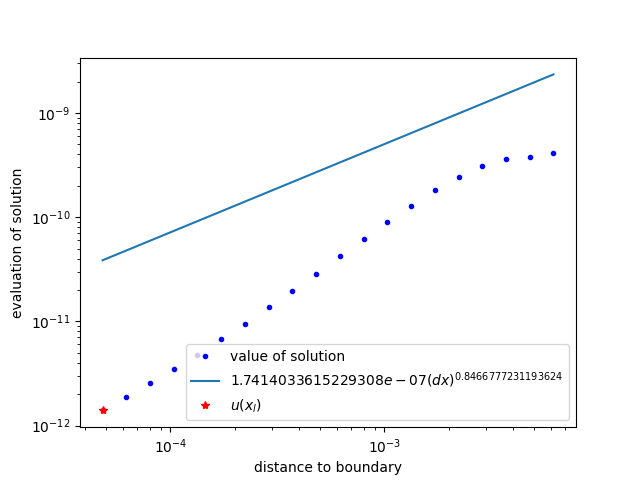 10^{-9}
10^{-10}
10^{-11}
10^{-12}
evaluation of solution
value of solution
1.7414033615229308e − 07(dx)^{0.8466777231193624}
u(x_I)
10^{-4} 10^{-3}
distance to boundary